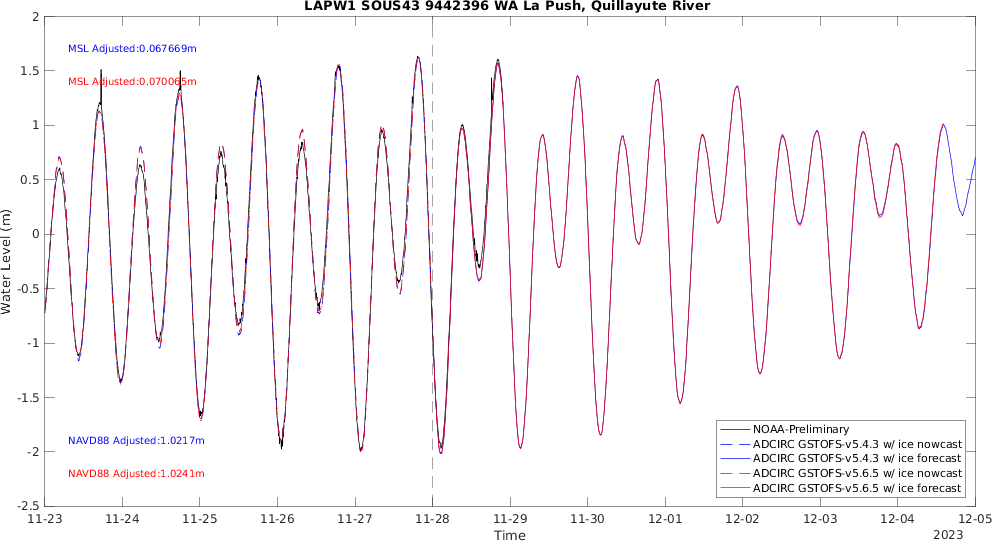 LAPW1 SOUS43 9442396 WA La Push, Quillayute River
2
1.5
1
0.5
0
-0.5
-1
-1.5
-2
-2.5
Water Level (m)
MSL Adjusted:0.067669m
MSL Adjusted:0.070065m
NAVD88 Adjusted:1.0217m
NAVD88 Adjusted:1.0241m
NOAA-Preliminary
ADCIRC GSTOFS-v5.4.3 w/ ice nowcast
ADCIRC GSTOFS-v5.4.3 w/ ice forecast
ADCIRC GSTOFS-v5.6.5 w/ ice nowcast
ADCIRC GSTOFS-v5.6.5 w/ ice forecast
11-23 11-24 11-25 11-26 11-27 11-28 11-29 11-30 12-01 12-02 12-03 12-04 12-05
Time
2023